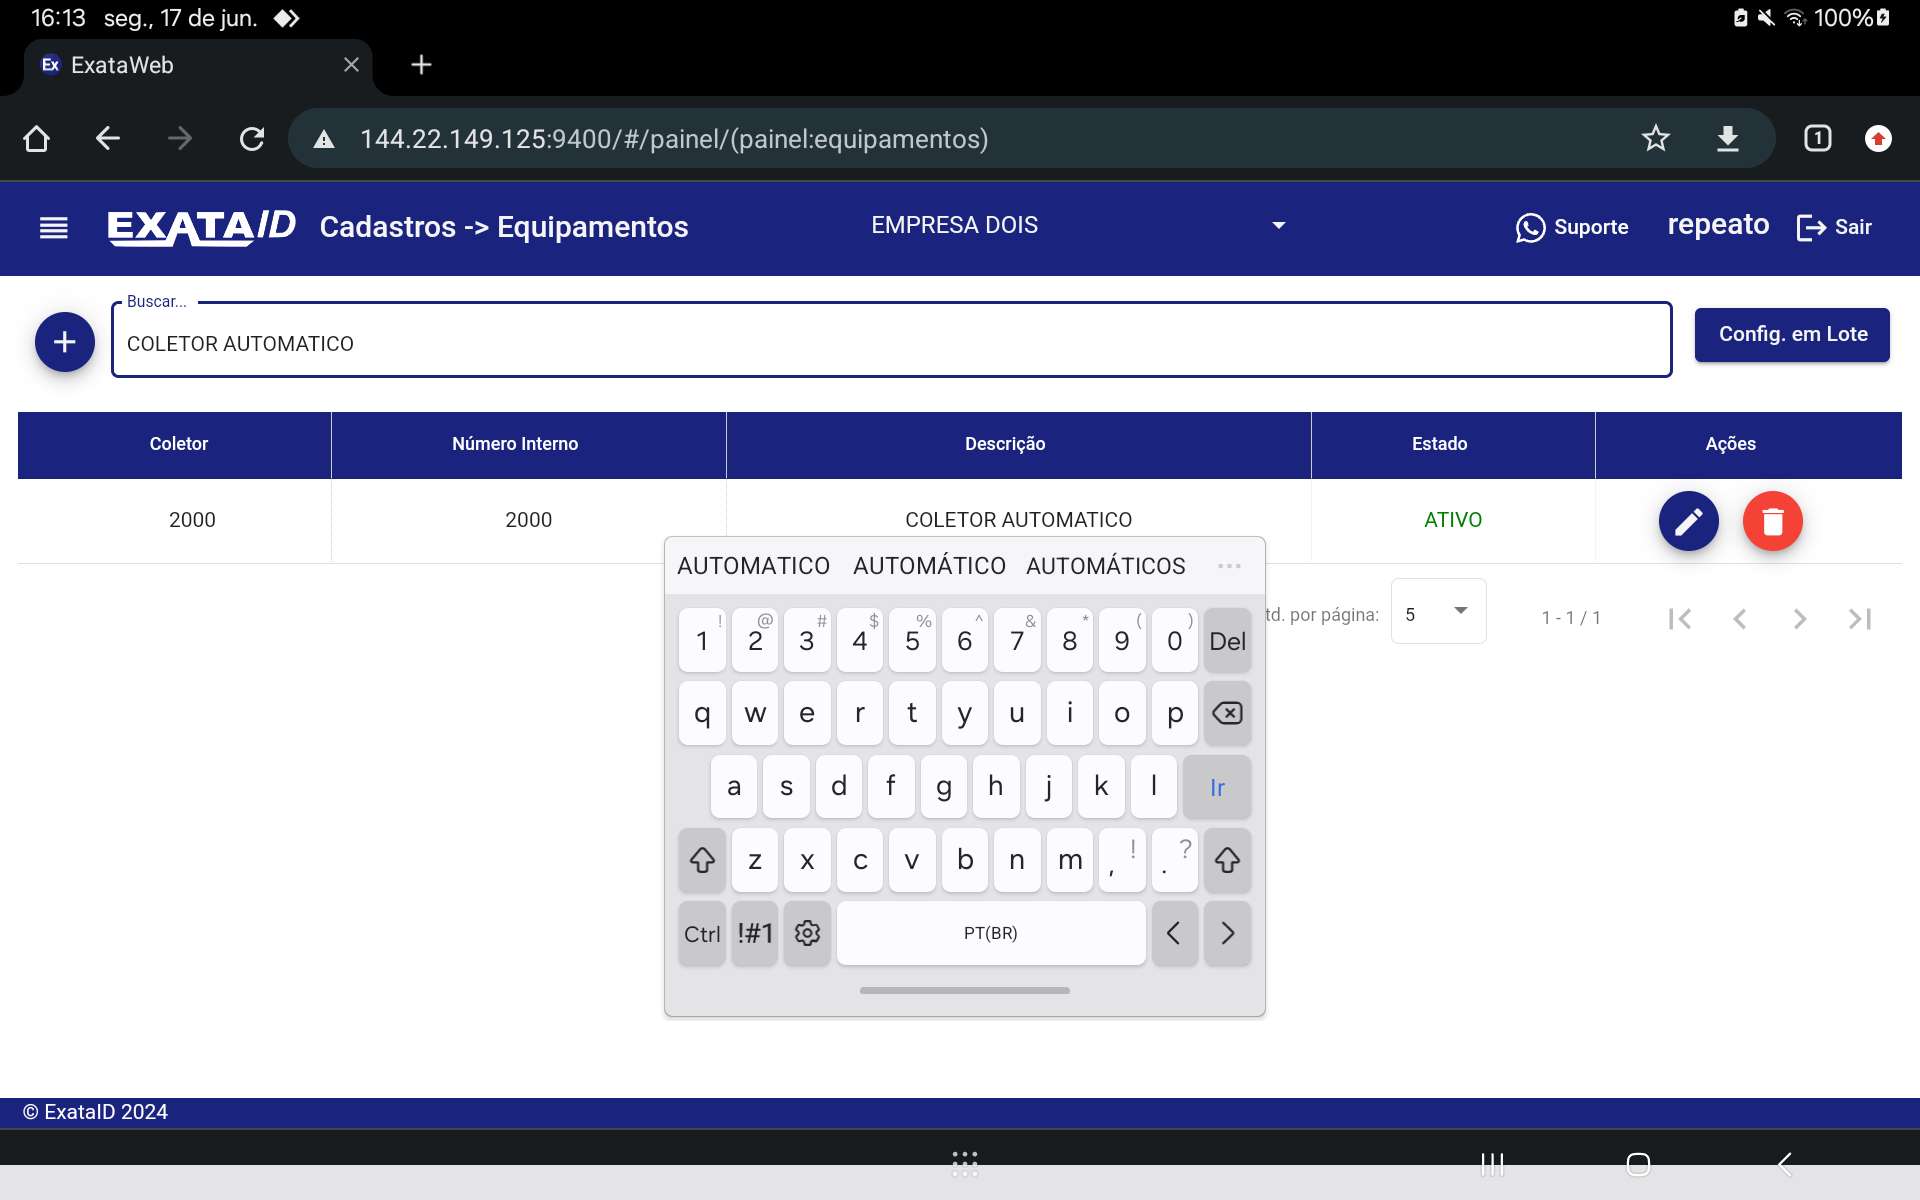 16:13 seg., 17 de jun. 100%
Ex ExataWeb
144.22.149.125:9400/#/painel/(painel:equipamentos) 1
EXATAID Cadastros -> Equipamentos EMPRESA DOIS Suporte repeato Sair
Buscar...
+ COLETOR AUTOMATICO Config. em Lote
Coletor Número Interno Descrição Estado Ações
2000 2000 COLETOR AUTOMATICO ATIVO
AUTOMATICO AUTOMÁTICO AUTOMÁTICOS ...
td. por página: 5 1 - 1 / 1
! @ # $ % ^ & * ( )
1 2 3 4 5 6 7 8 9 0 Del
q w e r t y u i o p
a s d f g h j k l Ir
z x c v b n m , ! . ?
Ctrl !#1 PT(BR) < >
© ExataID 2024